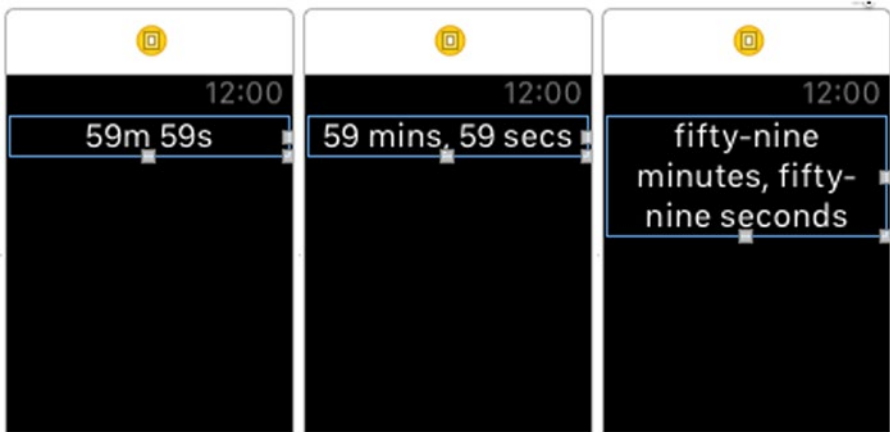 12:00
59m 59s
12:00
59 mins, 59 secs
12:00
fifty-nine
minutes, fifty-
nine seconds